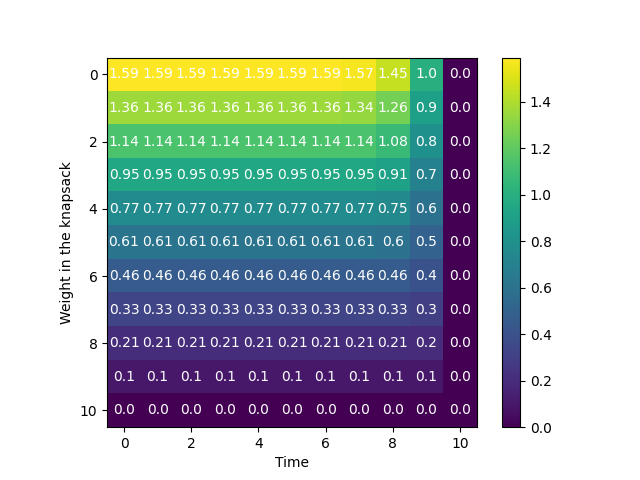 0 1.59 1.59 1.59 1.59 1.59 1.59 1.59 1.57 1.45 1.0 0.0
1.36 1.36 1.36 1.36 1.36 1.36 1.36 1.34 1.26 0.9 0.0
2 1.14 1.14 1.14 1.14 1.14 1.14 1.14 1.14 1.08 0.8 0.0
0.95 0.95 0.95 0.95 0.95 0.95 0.95 0.95 0.91 0.7 0.0
4 0.77 0.77 0.77 0.77 0.77 0.77 0.77 0.77 0.75 0.6 0.0
0.61 0.61 0.61 0.61 0.61 0.61 0.61 0.61 0.6 0.5 0.0
6 0.46 0.46 0.46 0.46 0.46 0.46 0.46 0.46 0.46 0.4 0.0
0.33 0.33 0.33 0.33 0.33 0.33 0.33 0.33 0.33 0.3 0.0
8 0.21 0.21 0.21 0.21 0.21 0.21 0.21 0.21 0.21 0.2 0.0
0.1 0.1 0.1 0.1 0.1 0.1 0.1 0.1 0.1 0.1 0.0
10 0.0 0.0 0.0 0.0 0.0 0.0 0.0 0.0 0.0 0.0 0.0
0 2 4 6 8 10
Time
Weight in the knapsack
1.4
1.2
1.0
0.8
0.6
0.4
0.2
0.0